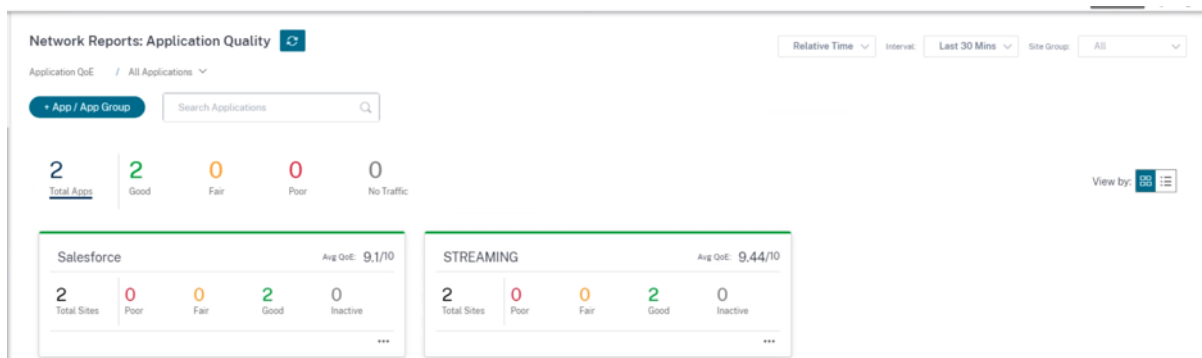 Network Reports: Application Quality
Relative Time Interval: Last 30 Mins Site Group: All
Application QoE / All Applications
+ App / App Group Search Applications
2 2 0 0 0
Total Apps Good Fair Poor No Traffic
View by:
Salesforce Avg QoE: 9.1/10
2 0 0 2 0
Total Sites Poor Fair Good Inactive
•••
STREAMING Avg QoE: 9.44/10
2 0 0 2 0
Total Sites Poor Fair Good Inactive
•••